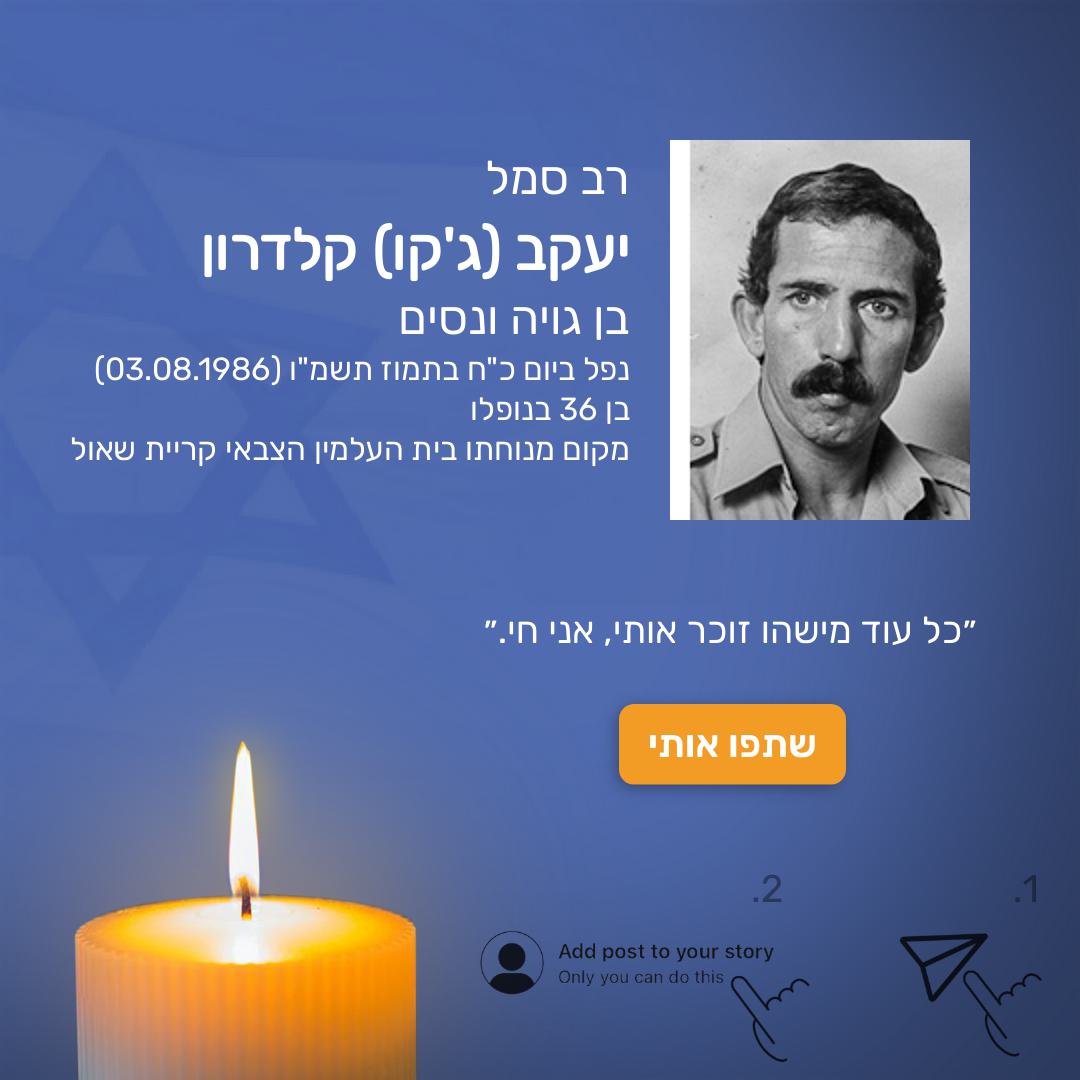 רב סמל
יעקב (ג'קו) קלדרון
בן גויה ונסים
נפל ביום כ"ח בתמוז תשמ"ו (03.08.1986)
בן 36 בנופלו
מקום מנוחתו בית העלמין הצבאי קריית שאול
״כל עוד מישהו זוכר אותי, אני חי.״
שתפו אותי
1.
2.
Add post to your story
Only you can do this